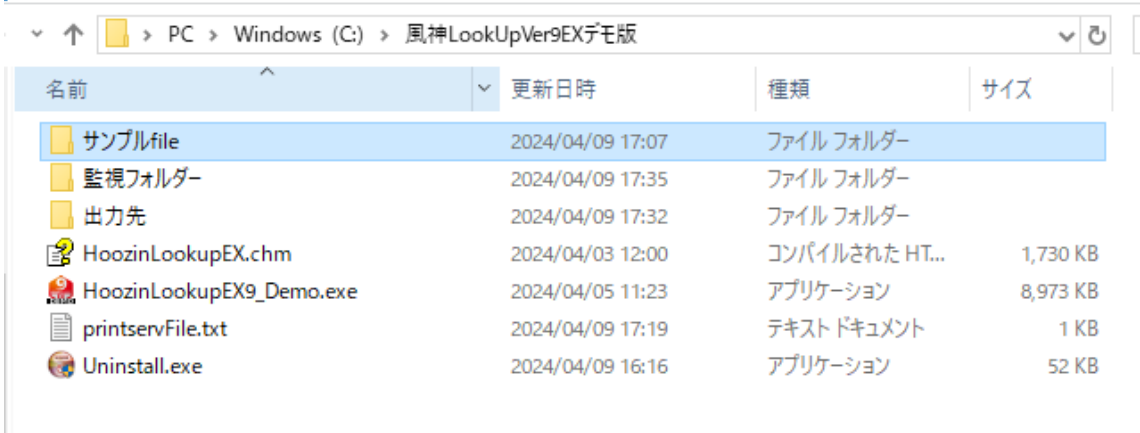 PC > Windows (C:) > 風神LookUpVer9EXデモ版
名前 更新日時 種類 サイズ
サンプルfile 2024/04/09 17:07 ファイル フォルダー
監視フォルダー 2024/04/09 17:35 ファイル フォルダー
出力先 2024/04/09 17:32 ファイル フォルダー
HoozinLookupEX.chm 2024/04/03 12:00 コンパイルされた HT... 1,730 KB
HoozinLookupEX9_Demo.exe 2024/04/05 11:23 アプリケーション 8,973 KB
printservFile.txt 2024/04/09 17:19 テキスト ドキュメント 1 KB
Uninstall.exe 2024/04/09 16:16 アプリケーション 52 KB